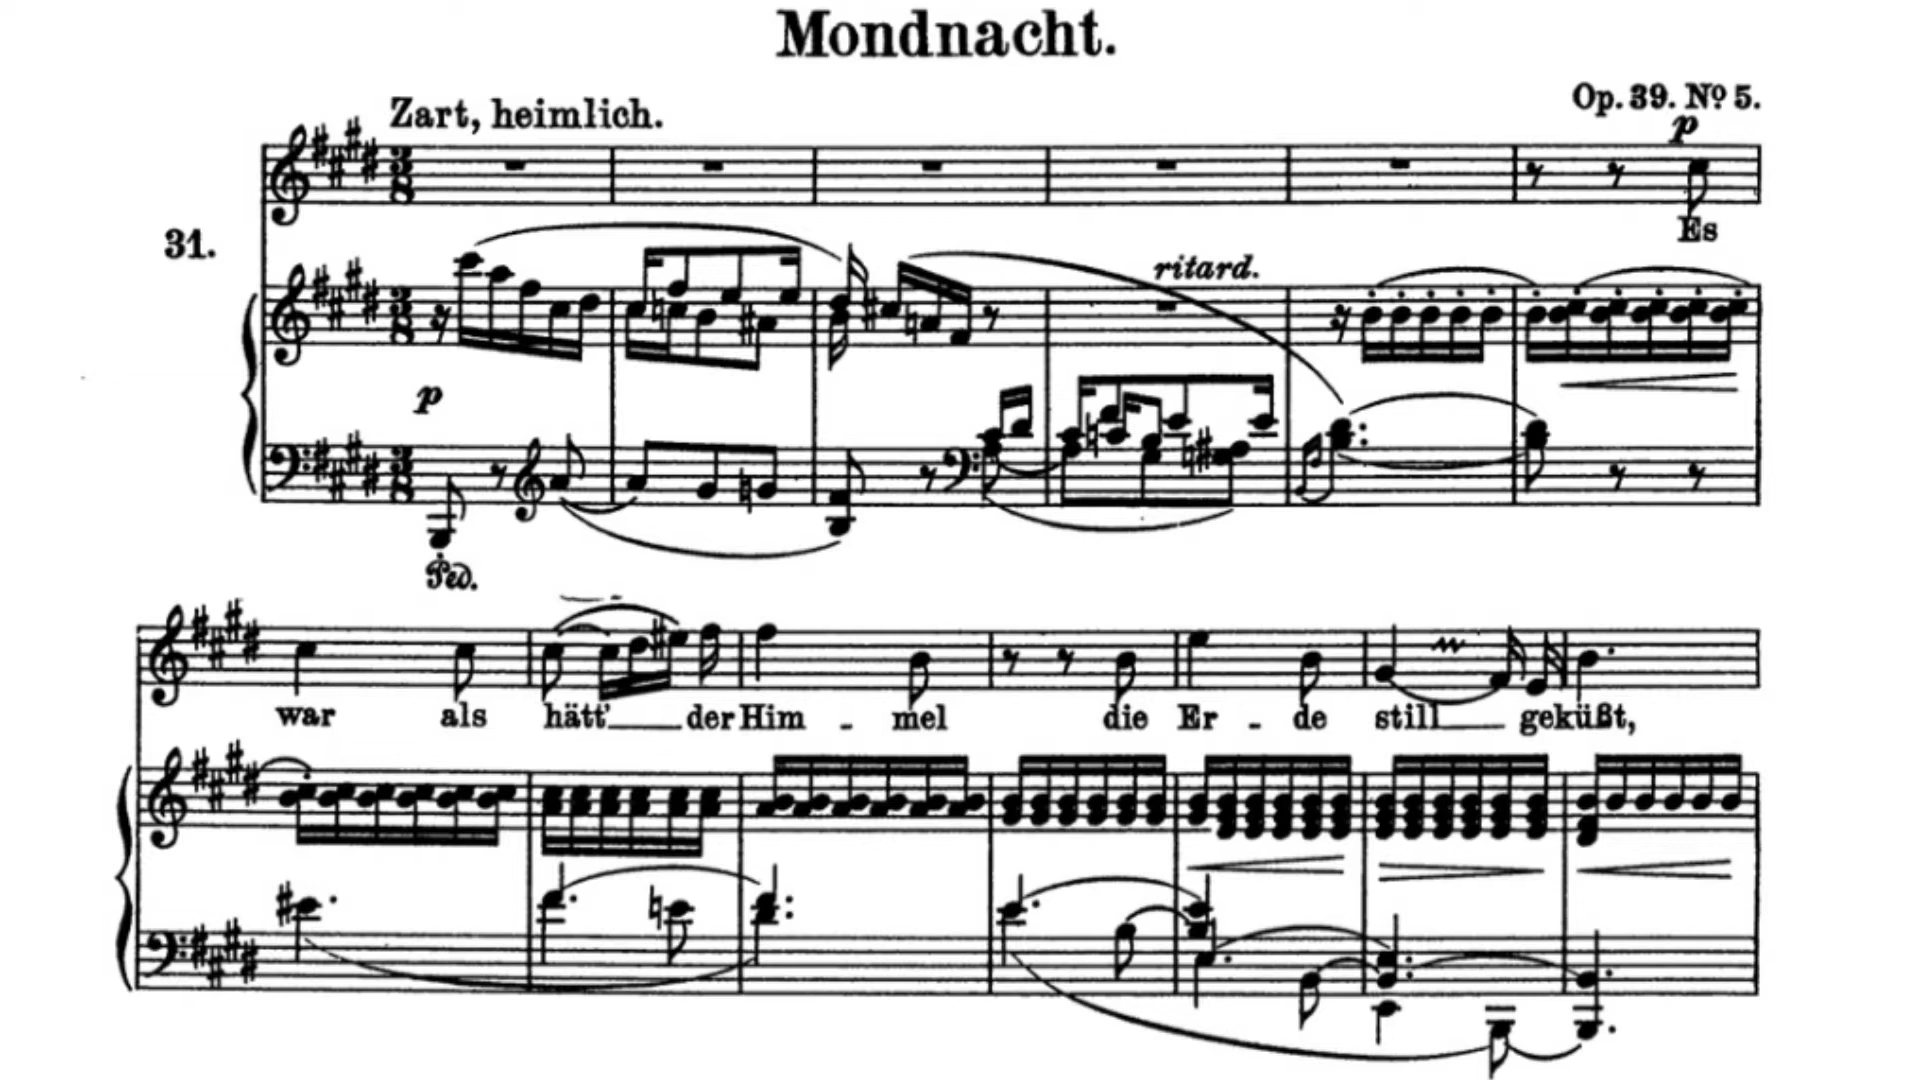 Mondnacht.
Op. 39. No 5.
Zart, heimlich.
p
31.
Es
ritard.
p
Ped.
war als hätt' der Him - mel die Er - de still geküßt,